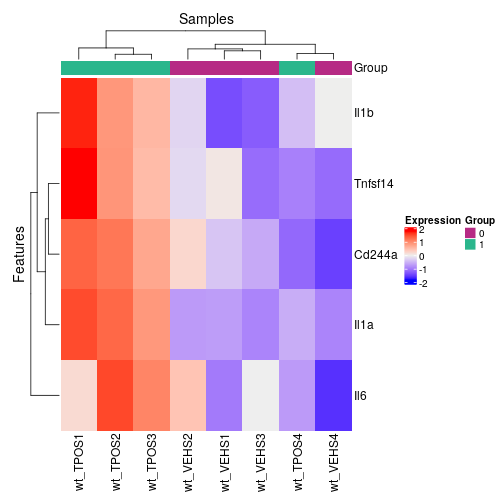 Samples
Group
Il1b
Tnfsf14
Cd244a
Il1a
Il6
Features
wt_TPOS1
wt_TPOS2
wt_TPOS3
wt_VEHS2
wt_VEHS1
wt_VEHS3
wt_TPOS4
wt_VEHS4
Expression
2
1
0
-1
-2
Group
0
1